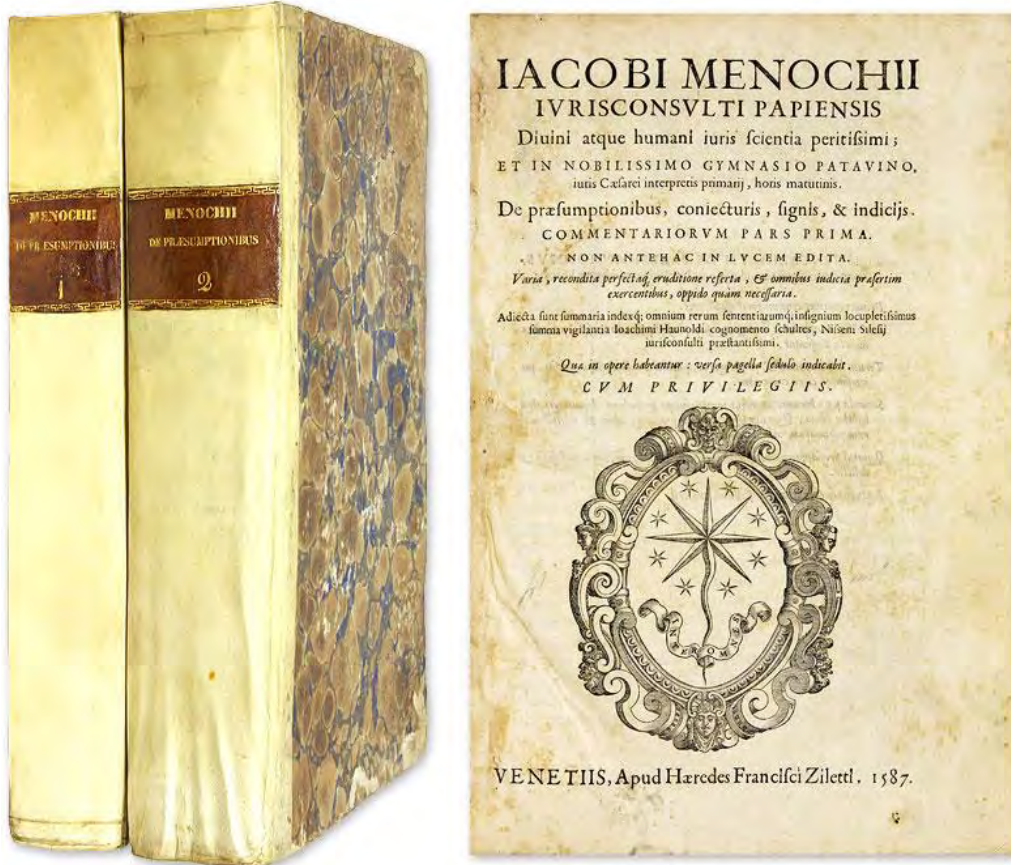 MENOCHII
DE PRÆSUMPTIONIBUS
1
MENOCHII
DE PRÆSUMPTIONIBUS
2
IACOBI MENOCHII
IVRISCONSVLTI PAPIENSIS
Diuini atque humani iuris ſcientia peritiſsimi;
ET IN NOBILISSIMO GYMNASIO PATAVINO,
iuris Cæſarei interpretis primarij, horis matutinis.
De præſumptionibus, coniecturis, ſignis, & indicijs.
COMMENTARIORVM PARS PRIMA.
NON ANTEHAC IN LVCEM EDITA.
Varia, recondita perfectaq́; eruditione referta, & omnibus iudicia præſertim
exercentibus, oppido quàm neceſſaria.
Adiecta ſunt ſummaria indexq́; omnium rerum ſententiarumq́; inſignium locupletiſsimus
ſumma vigilantia Ioachimi Haunoldi cognomento ſchultes, Niſseni Sileſij
iuriſconſulti præſtantiſsimi.
Quæ in opere habeantur: verſa pagella ſedulo indicabit.
CVM PRIVILEGIIS.
INTER OMNES
VENETIIS, Apud Hæredes Franciſci Ziletti. 1587.